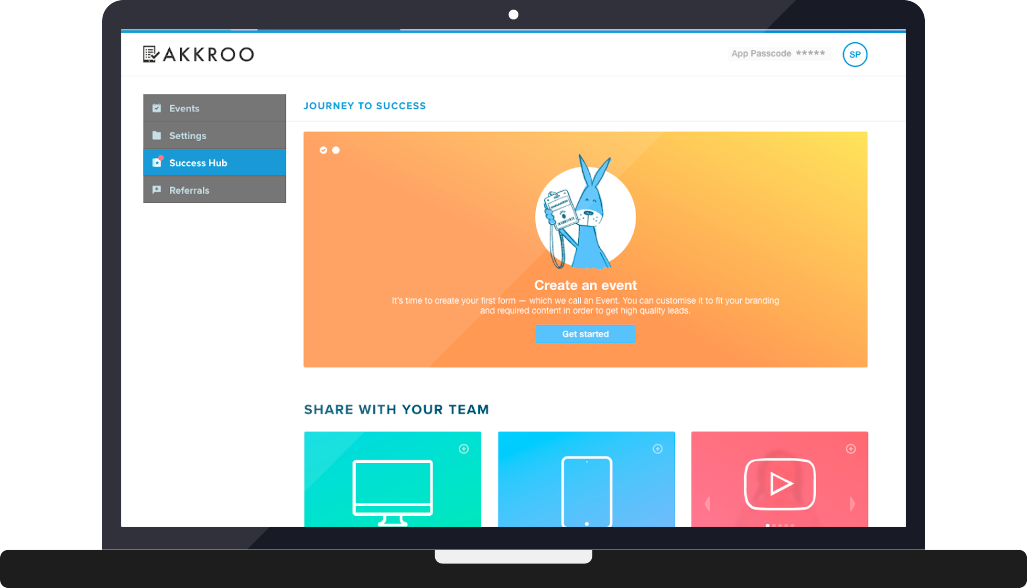 AKKROO
App Passcode *****
SP
Events
Settings
Success Hub
Referrals
JOURNEY TO SUCCESS
Create an event
It's time to create your first form — which we call an Event. You can customise it to fit your branding
and required content in order to get high quality leads.
Get started
SHARE WITH YOUR TEAM